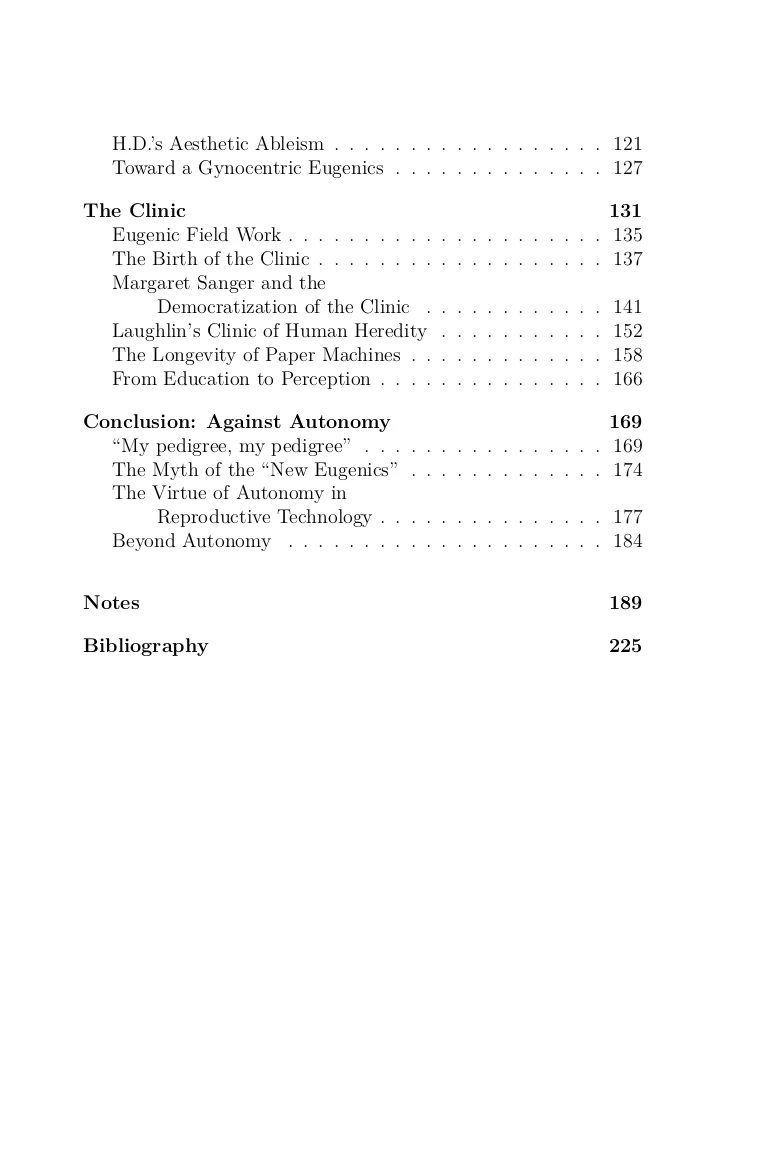 H.D.’s Aesthetic Ableism . . . . . . . . . . . . . . . . . . 121
Toward a Gynocentric Eugenics . . . . . . . . . . . . . . 127
The Clinic 131
Eugenic Field Work . . . . . . . . . . . . . . . . . . . . . 135
The Birth of the Clinic . . . . . . . . . . . . . . . . . . . 137
Margaret Sanger and the
Democratization of the Clinic . . . . . . . . . . . . 141
Laughlin’s Clinic of Human Heredity . . . . . . . . . . . 152
The Longevity of Paper Machines . . . . . . . . . . . . . 158
From Education to Perception . . . . . . . . . . . . . . . 166
Conclusion: Against Autonomy 169
“My pedigree, my pedigree” . . . . . . . . . . . . . . . . 169
The Myth of the “New Eugenics” . . . . . . . . . . . . . 174
The Virtue of Autonomy in
Reproductive Technology . . . . . . . . . . . . . . . 177
Beyond Autonomy . . . . . . . . . . . . . . . . . . . . . 184
Notes 189
Bibliography 225